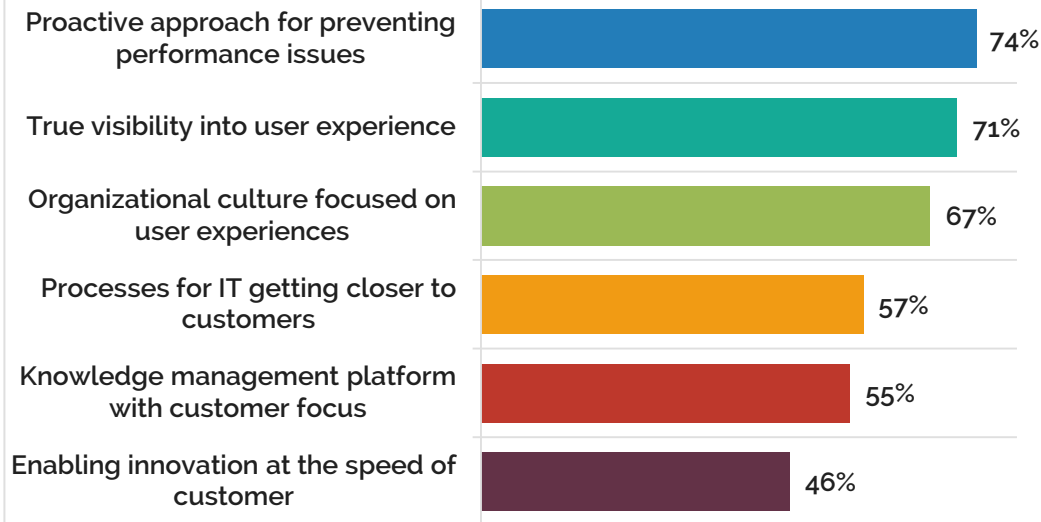 Proactive approach for preventing
performance issues
74%
True visibility into user experience
71%
Organizational culture focused on
user experiences
67%
Processes for IT getting closer to
customers
57%
Knowledge management platform
with customer focus
55%
Enabling innovation at the speed of
customer
46%